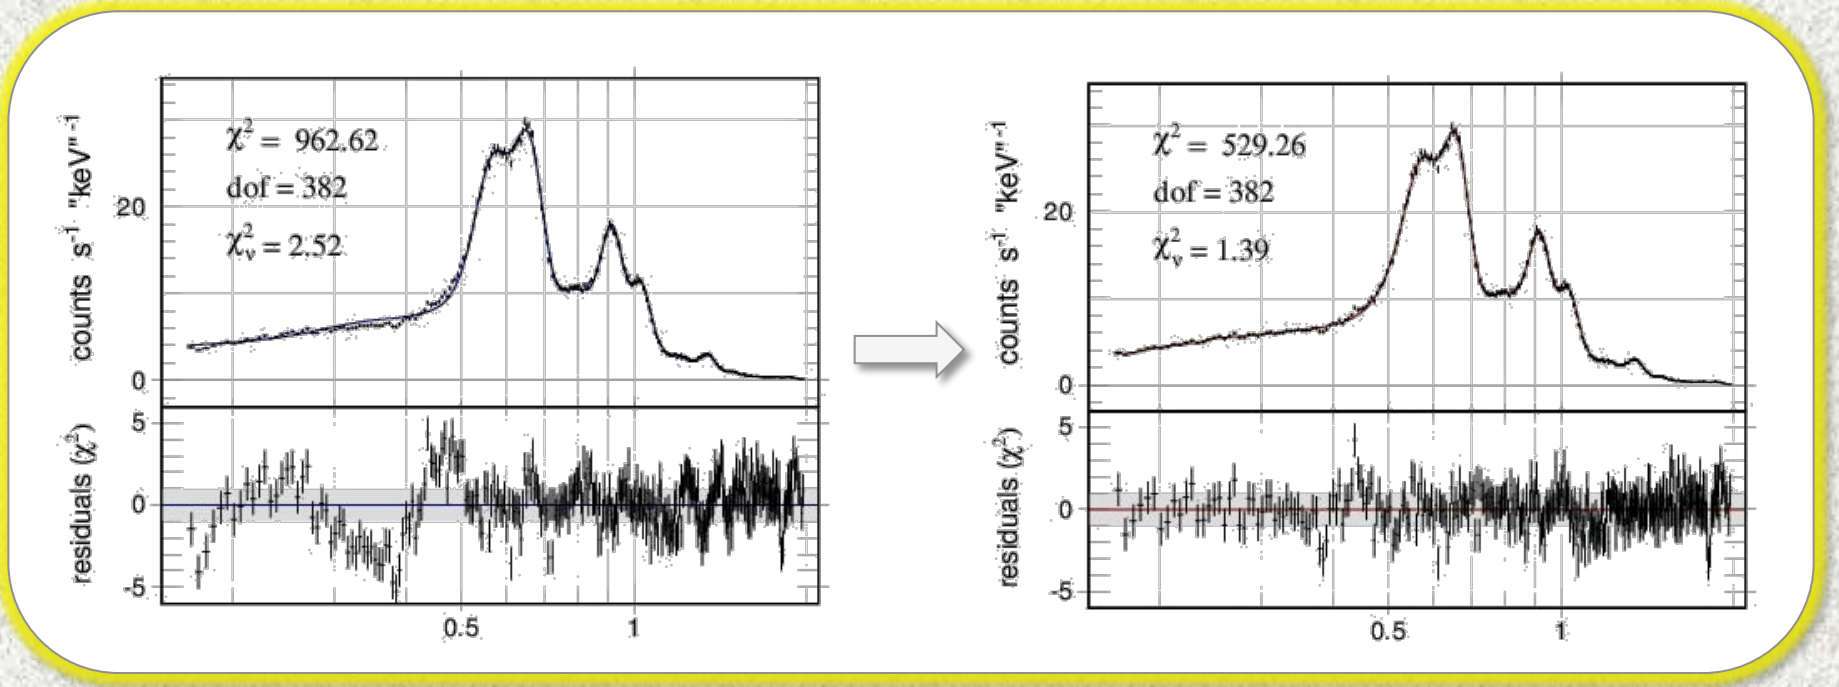 χ² = 962.62
dof = 382
χ²ᵥ = 2.52
counts s⁻¹ "keV"⁻¹
20
0
residuals (χ²)
5
0
-5
0.5 1
χ² = 529.26
dof = 382
χ²ᵥ = 1.39
counts s⁻¹ "keV"⁻¹
20
0
residuals (χ²)
5
0
-5
0.5 1